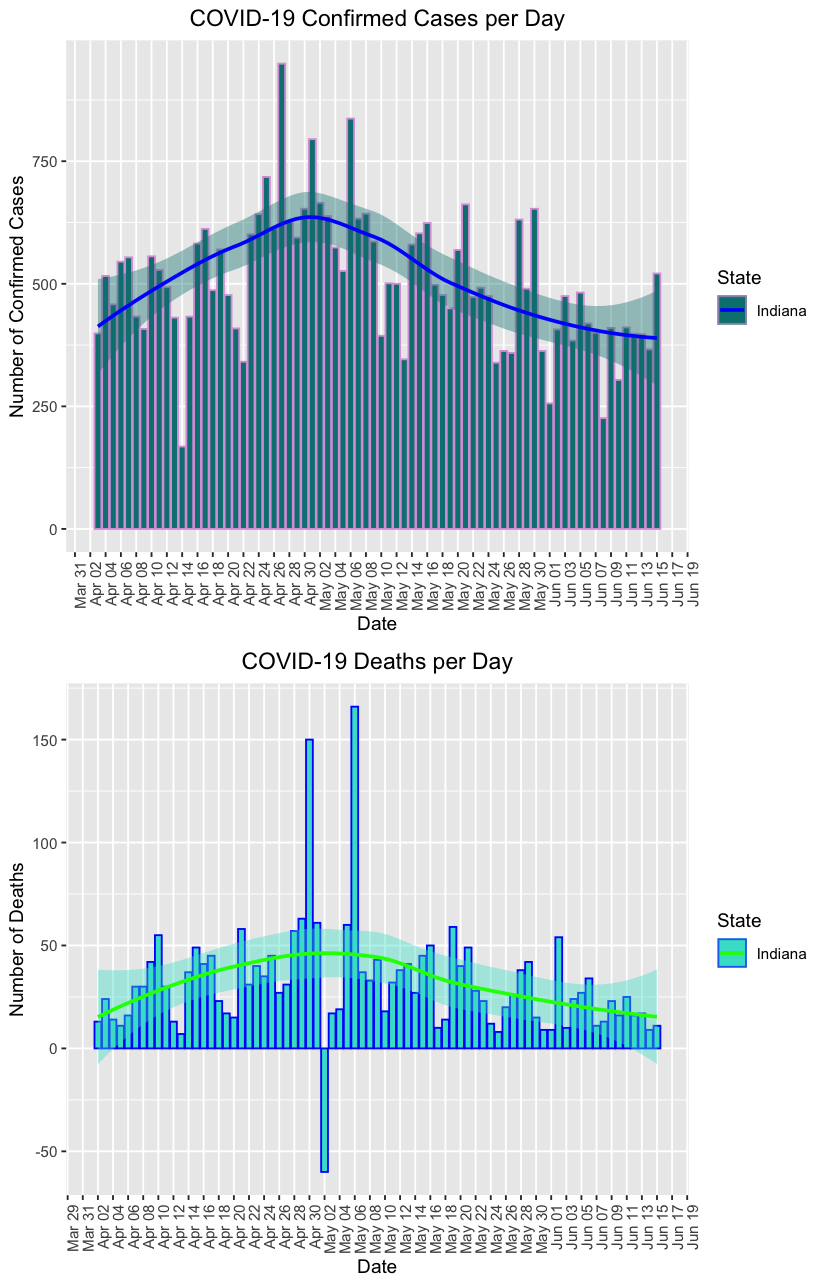 COVID-19 Confirmed Cases per Day
Number of Confirmed Cases
750
500
250
0
Mar 31
Apr 02
Apr 04
Apr 06
Apr 08
Apr 10
Apr 12
Apr 14
Apr 16
Apr 18
Apr 20
Apr 22
Apr 24
Apr 26
Apr 28
Apr 30
May 02
May 04
May 06
May 08
May 10
May 12
May 14
May 16
May 18
May 20
May 22
May 24
May 26
May 28
May 30
Jun 01
Jun 03
Jun 05
Jun 07
Jun 09
Jun 11
Jun 13
Jun 15
Jun 17
Jun 19
Date
State
Indiana
COVID-19 Deaths per Day
Number of Deaths
150
100
50
0
-50
Mar 29
Mar 31
Apr 02
Apr 04
Apr 06
Apr 08
Apr 10
Apr 12
Apr 14
Apr 16
Apr 18
Apr 20
Apr 22
Apr 24
Apr 26
Apr 28
Apr 30
May 02
May 04
May 06
May 08
May 10
May 12
May 14
May 16
May 18
May 20
May 22
May 24
May 26
May 28
May 30
Jun 01
Jun 03
Jun 05
Jun 07
Jun 09
Jun 11
Jun 13
Jun 15
Jun 17
Jun 19
Date
State
Indiana